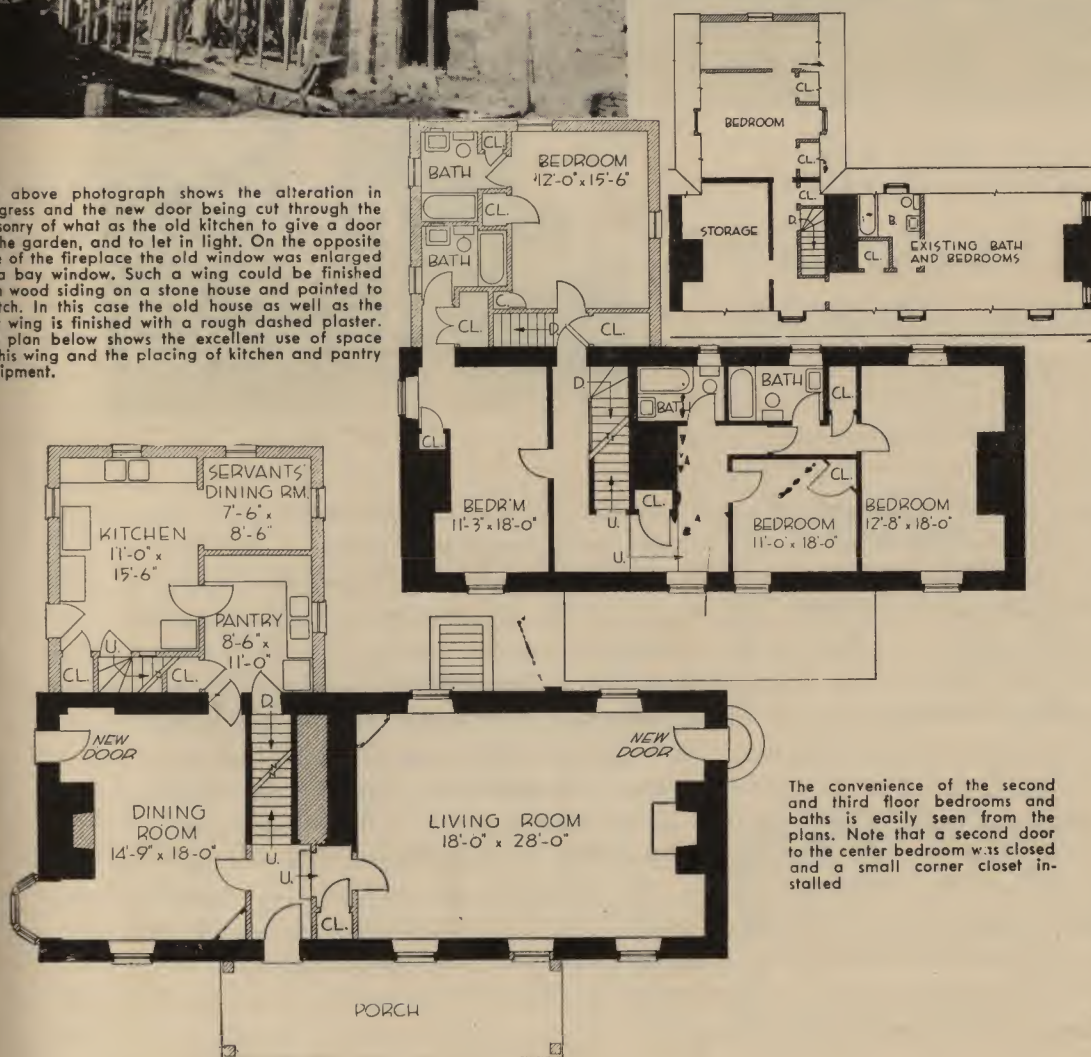 above photograph shows the alteration in
gress and the new door being cut through the
sonry of what as the old kitchen to give a door
he garden, and to let in light. On the opposite
e of the fireplace the old window was enlarged
a bay window. Such a wing could be finished
wood siding on a stone house and painted to
tch. In this case the old house as well as the
wing is finished with a rough dashed plaster.
plan below shows the excellent use of space
his wing and the placing of kitchen and pantry
ipment.
CL.
BEDROOM
CL.
CL.
D.
STORAGE
B.
CL.
EXISTING BATH
AND BEDROOMS
BATH
CL.
BEDROOM
12'-0" x 15'-6"
CL.
BATH
CL.
D.
CL.
D.
BATH
BATH
CL.
CL.
BEDR'M
11'-3" x 18'-0"
CL.
U.
U.
CL.
BEDROOM
11'-0" x 18'-0"
BEDROOM
12'-8" x 18'-0"
SERVANTS'
DINING RM.
7'-6" x
8'-6"
KITCHEN
11'-0" x
15'-6"
PANTRY
8'-6" x
11'-0"
U.
CL.
CL.
D.
NEW
DOOR
DINING
ROOM
14'-9" x 18'-0"
U.
U.
CL.
LIVING ROOM
18'-0" x 28'-0"
NEW
DOOR
PORCH
The convenience of the second
and third floor bedrooms and
baths is easily seen from the
plans. Note that a second door
to the center bedroom was closed
and a small corner closet in-
stalled